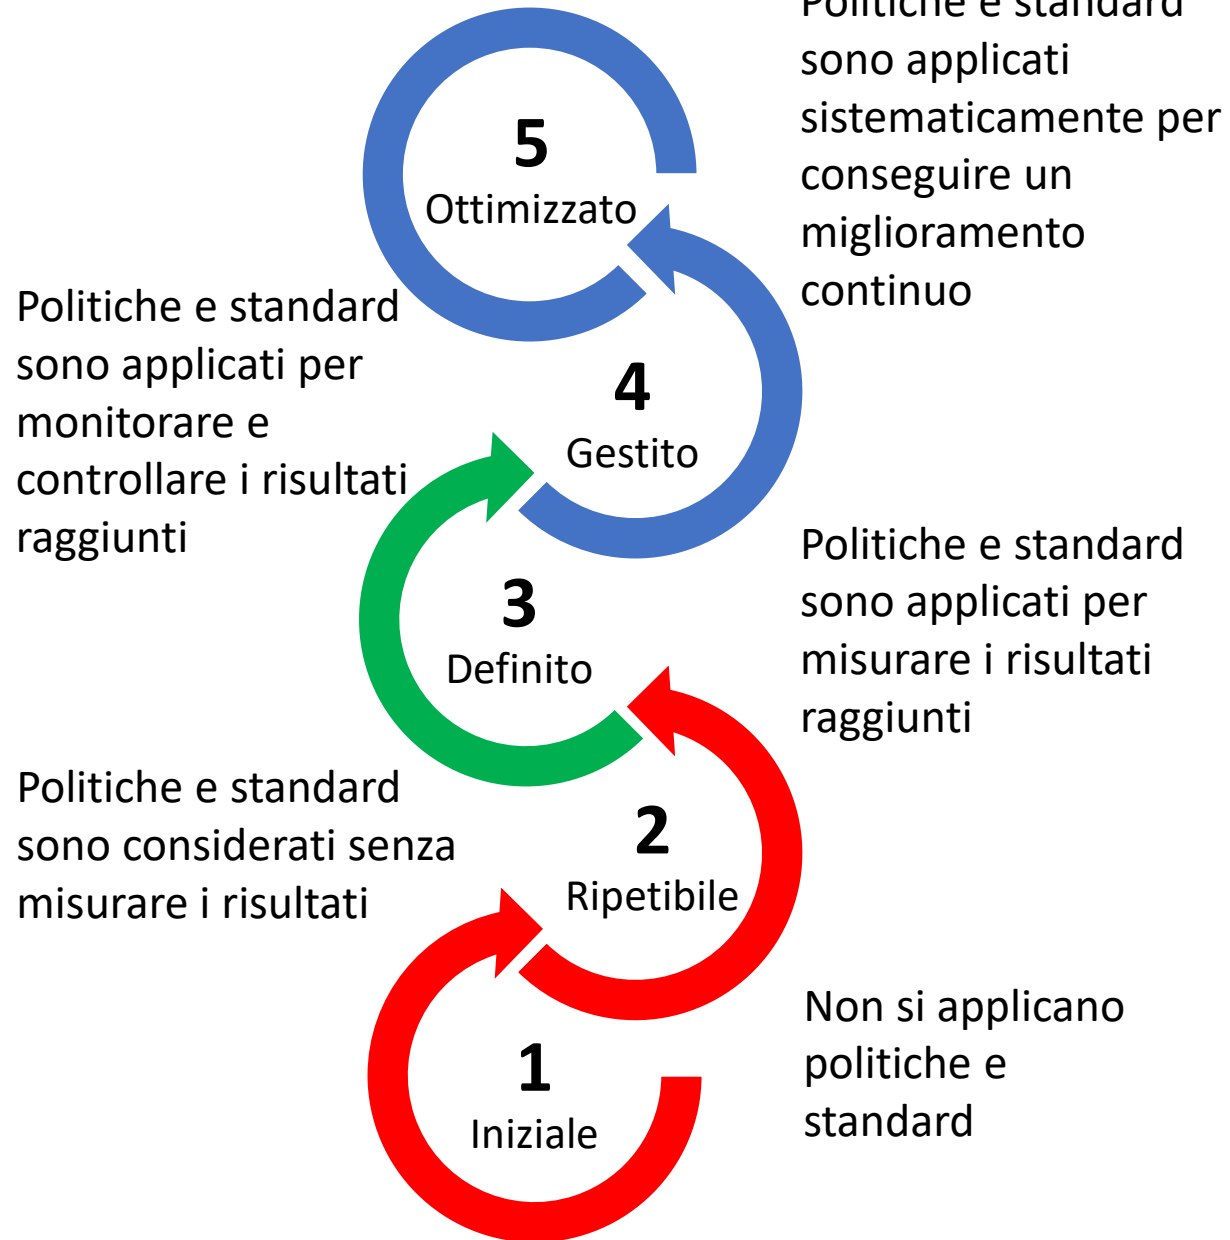 Politiche e standard
sono applicati
sistematicamente per
conseguire un
miglioramento
continuo
5
Ottimizzato
Politiche e standard
sono applicati per
monitorare e
controllare i risultati
raggiunti
4
Gestito
Politiche e standard
sono applicati per
misurare i risultati
raggiunti
3
Definito
Politiche e standard
sono considerati senza
misurare i risultati
2
Ripetibile
Non si applicano
politiche e
standard
1
Iniziale